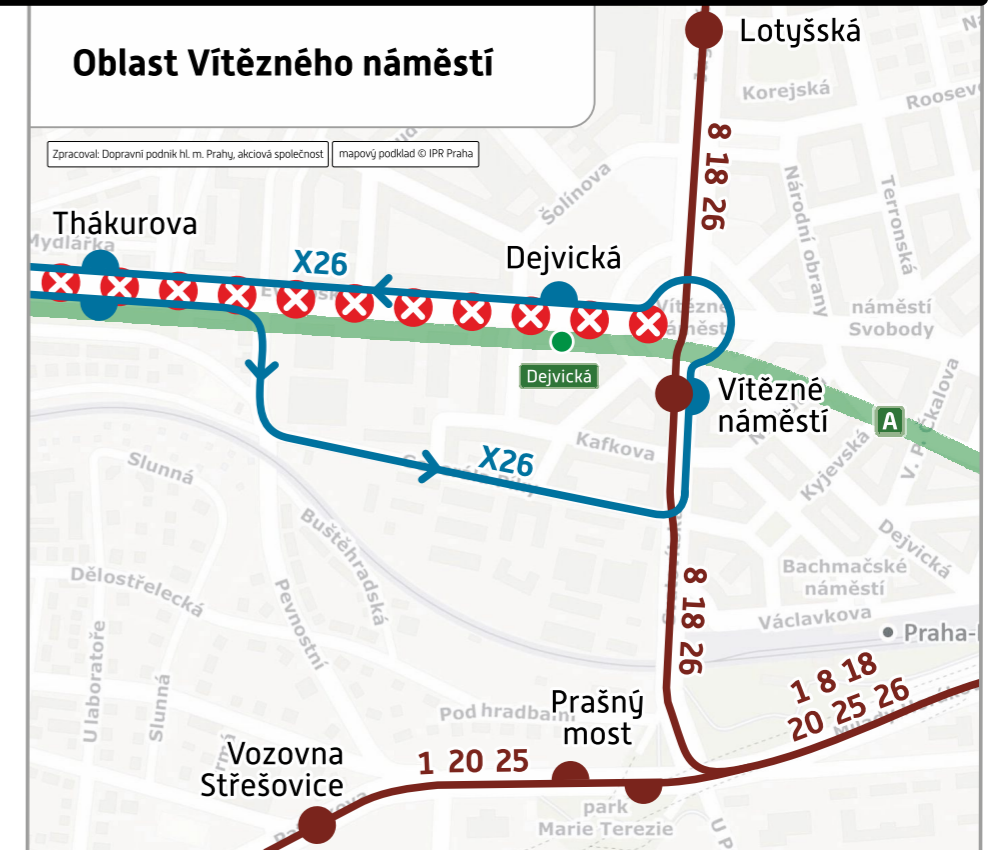 Oblast Vítězného náměstí
Zpracoval: Dopravní podnik hl. m. Prahy, akciová společnost
mapový podklad © IPR Praha
Lotyšská
Korejská
8 18 26
Šolínova
Národní obrany
Terronská
Thákurova
Mydlářka
X26
Dejvická
Vítězné
náměstí
Svobody
Dejvická
Vítězné
náměstí
A
V. P. Čkalova
Kafkova
Kyjevská
X26
Slunná
Buštěhradská
Dejvická
Bachmačské
náměstí
Dělostřelecká
Pevnostní
8 18 26
Václavkova
U laboratoře
Slunná
1 8 18
20 25 26
Prašný
most
Pod hradbami
Vozovna
Střešovice
1 20 25
park
Marie Terezie